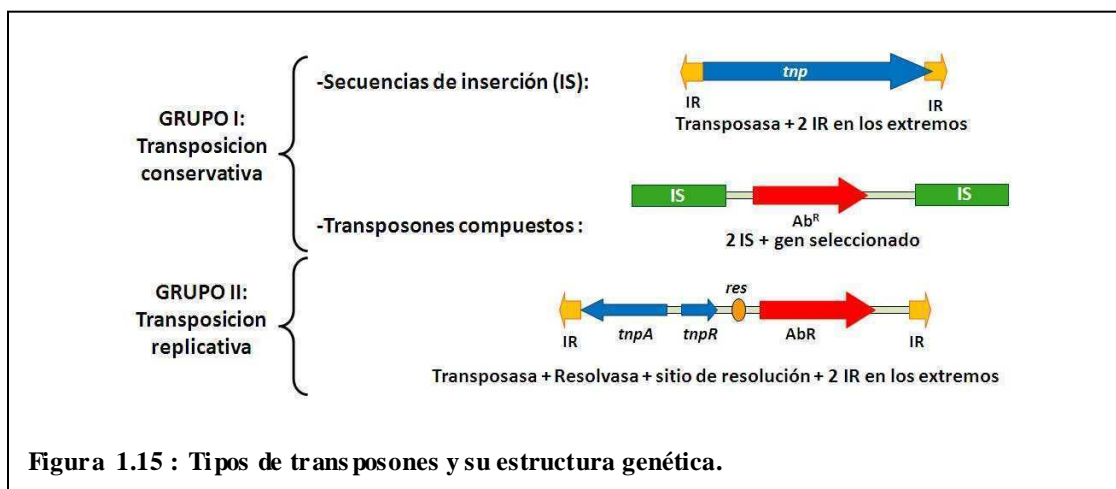 -Secuencias de inserción (IS):
tnp
IR
IR
Transposasa + 2 IR en los extremos
GRUPO I:
Transposicion
conservativa
IS
IS
Ab^R
-Transposones compuestos :
2 IS + gen seleccionado
GRUPO II:
Transposicion
replicativa
res
IR
tnpA
tnpR
AbR
IR
Transposasa + Resolvasa + sitio de resolución + 2 IR en los extremos
Figura 1.15 : Tipos de transposones y su estructura genética.